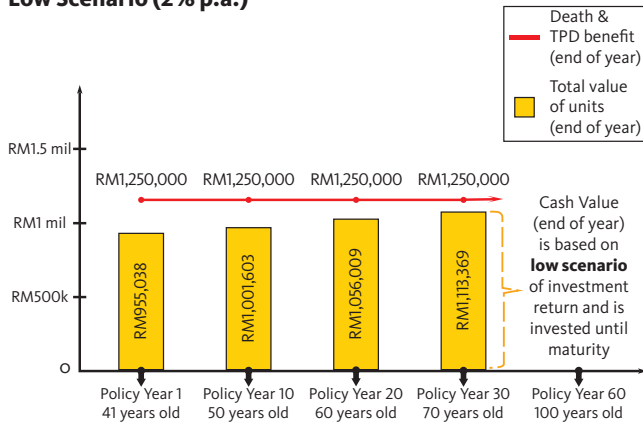 Low Scenario (2% p.a.)
Death &
TPD benefit
(end of year)
Total value
of units
(end of year)
RM1.5 mil
RM1 mil
RM500k
O
RM1,250,000 RM1,250,000 RM1,250,000 RM1,250,000
RM955,038
RM1,001,603
RM1,056,009
RM1,113,369
Cash Value
(end of year)
is based on
low scenario
of investment
return and is
invested until
maturity
Policy Year 1
41 years old
Policy Year 10
50 years old
Policy Year 20
60 years old
Policy Year 30
70 years old
Policy Year 60
100 years old